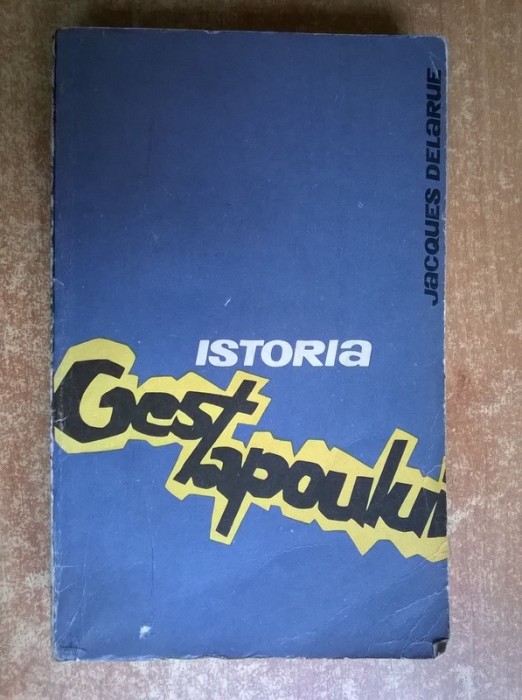 JACQUES DELARUE
ISTORIA
Gestapoului